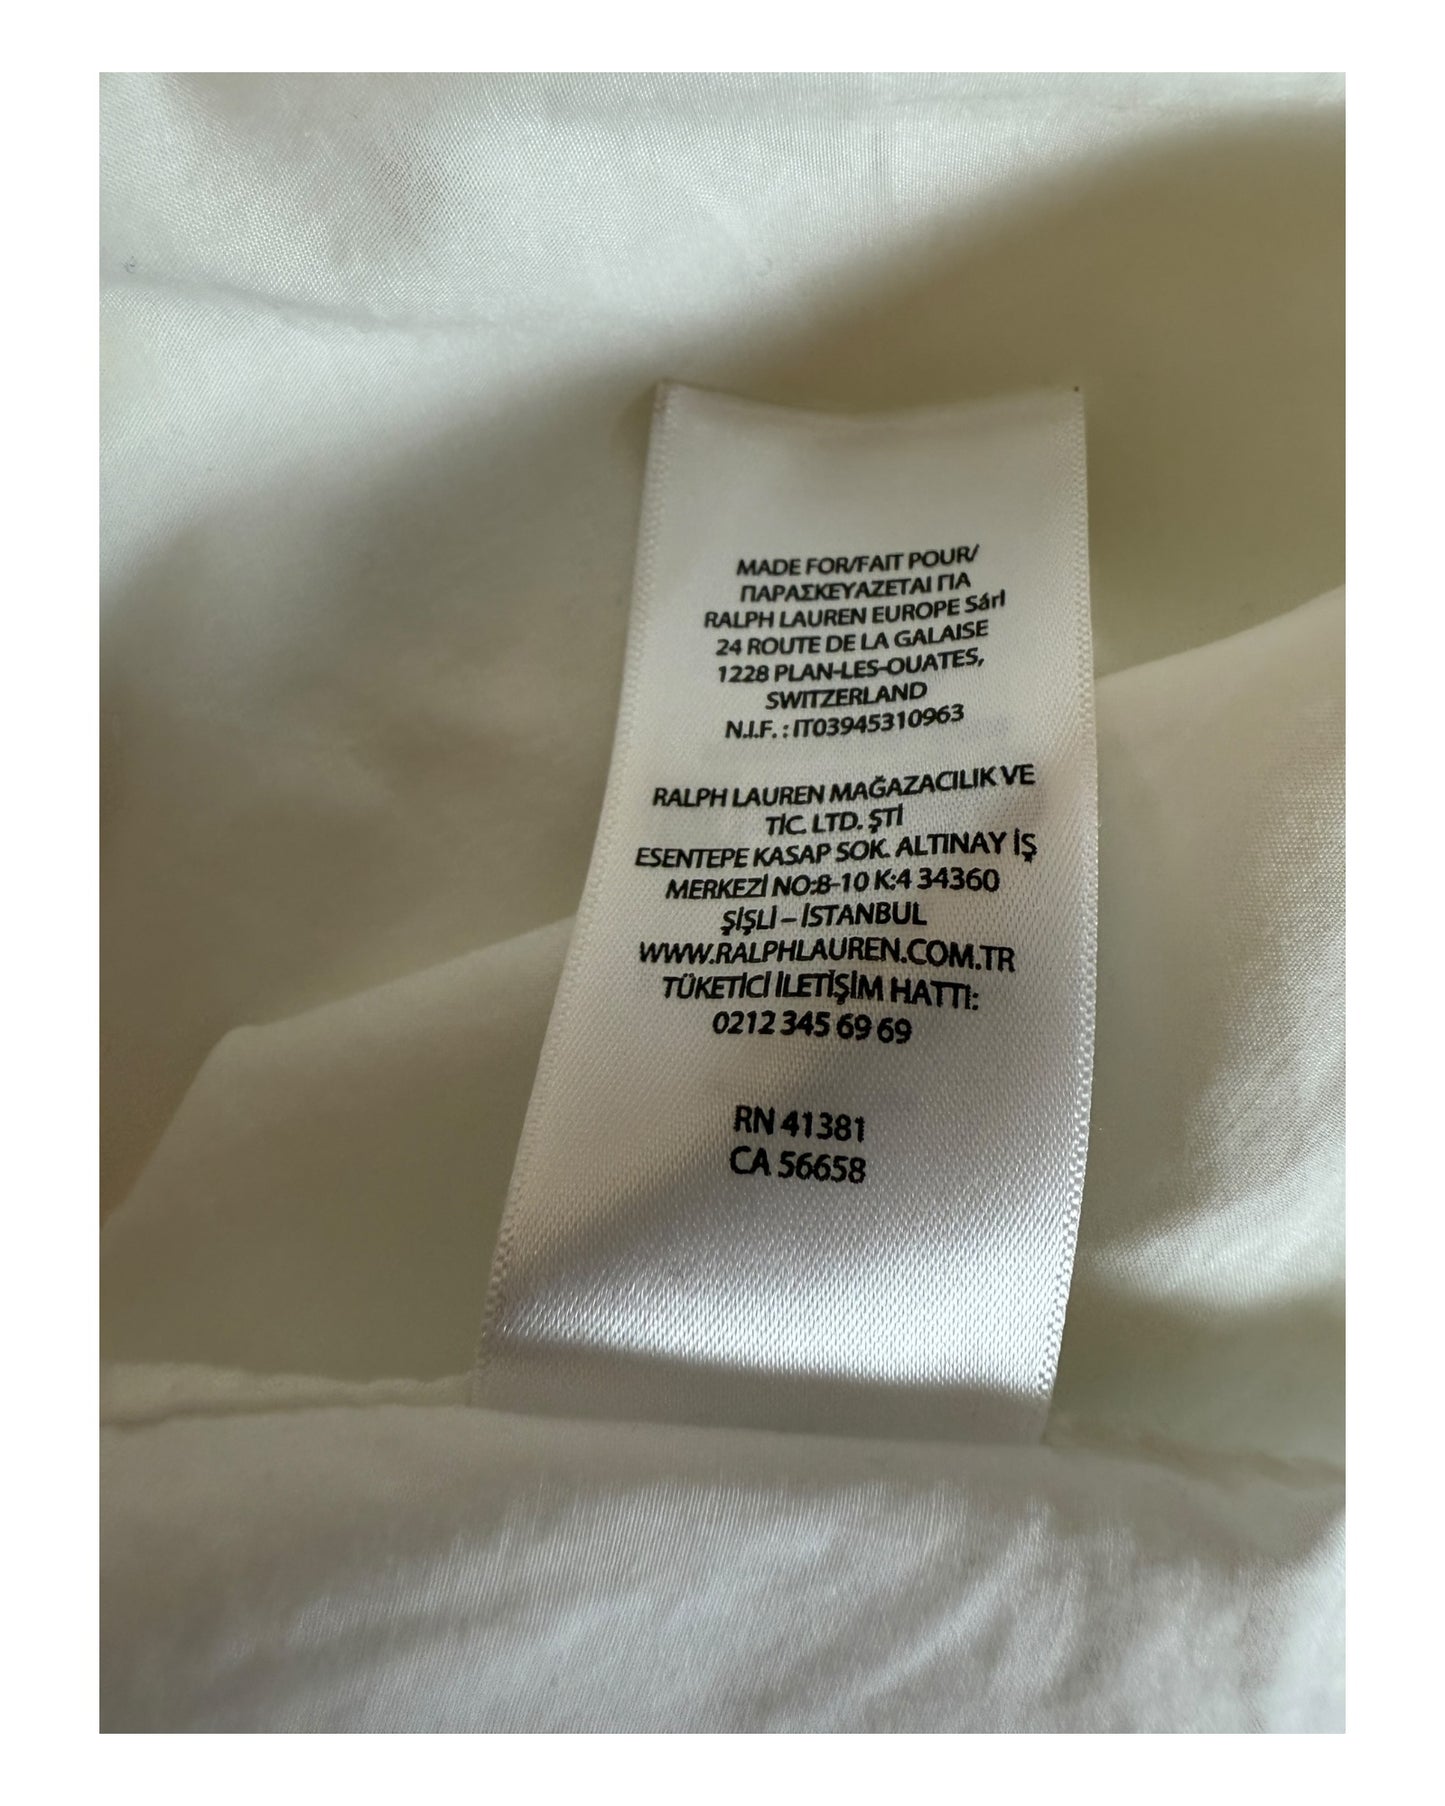 MADE FOR/FAIT POUR/
ΠΑΡΑΣΚΕΥΑΖΕΤΑΙ ΓΙΑ
RALPH LAUREN EUROPE Sárl
24 ROUTE DE LA GALAISE
1228 PLAN-LES-OUATES,
SWITZERLAND
N.I.F. : IT03945310963
RALPH LAUREN MAĞAZACILIK VE
TİC. LTD. ŞTİ
ESENTEPE KASAP SOK. ALTINAY İŞ
MERKEZİ NO:8-10 K:4 34360
ŞİŞLİ – İSTANBUL
WWW.RALPHLAUREN.COM.TR
TÜKETİCİ İLETİŞİM HATTI:
0212 345 69 69
RN 41381
CA 56658